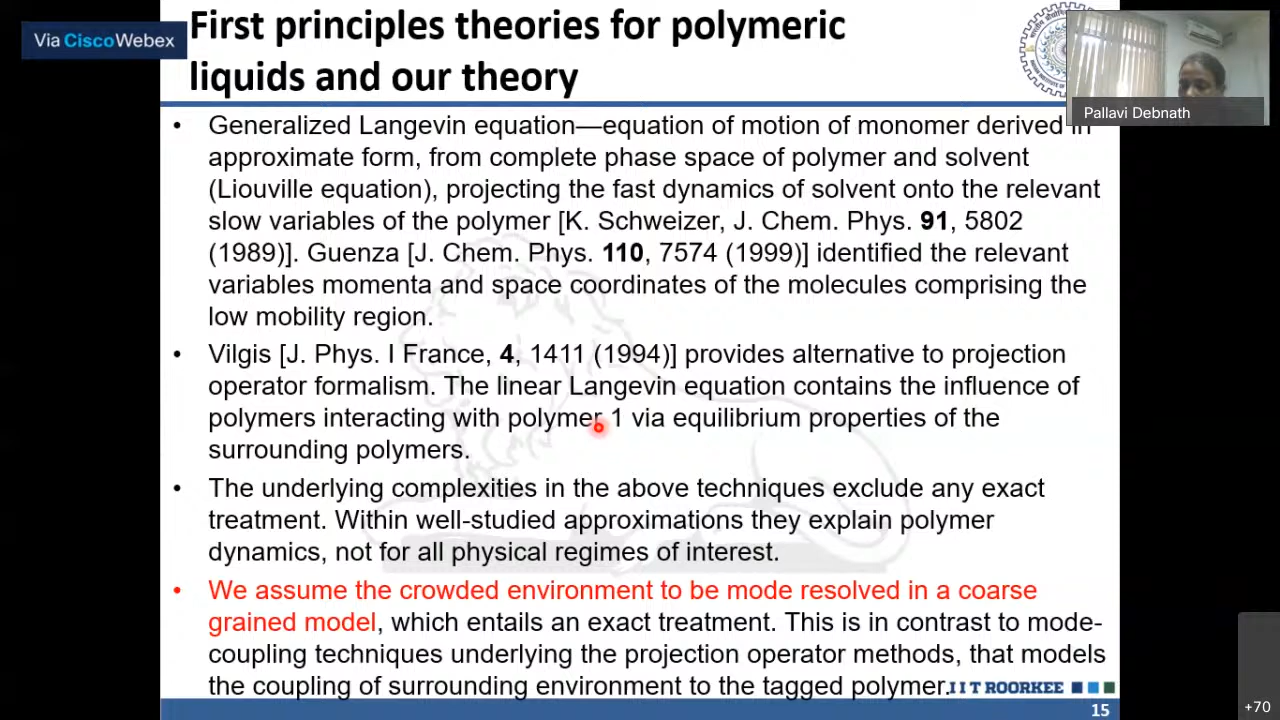 Via Cisco Webex
First principles theories for polymeric
liquids and our theory
Pallavi Debnath
• Generalized Langevin equation—equation of motion of monomer derived in
approximate form, from complete phase space of polymer and solvent
(Liouville equation), projecting the fast dynamics of solvent onto the relevant
slow variables of the polymer [K. Schweizer, J. Chem. Phys. 91, 5802
(1989)]. Guenza [J. Chem. Phys. 110, 7574 (1999)] identified the relevant
variables momenta and space coordinates of the molecules comprising the
low mobility region.
• Vilgis [J. Phys. I France, 4, 1411 (1994)] provides alternative to projection
operator formalism. The linear Langevin equation contains the influence of
polymers interacting with polymer 1 via equilibrium properties of the
surrounding polymers.
• The underlying complexities in the above techniques exclude any exact
treatment. Within well-studied approximations they explain polymer
dynamics, not for all physical regimes of interest.
• We assume the crowded environment to be mode resolved in a coarse
grained model, which entails an exact treatment. This is in contrast to mode-
coupling techniques underlying the projection operator methods, that models
the coupling of surrounding environment to the tagged polymer.
I I T ROORKEE
15
+70